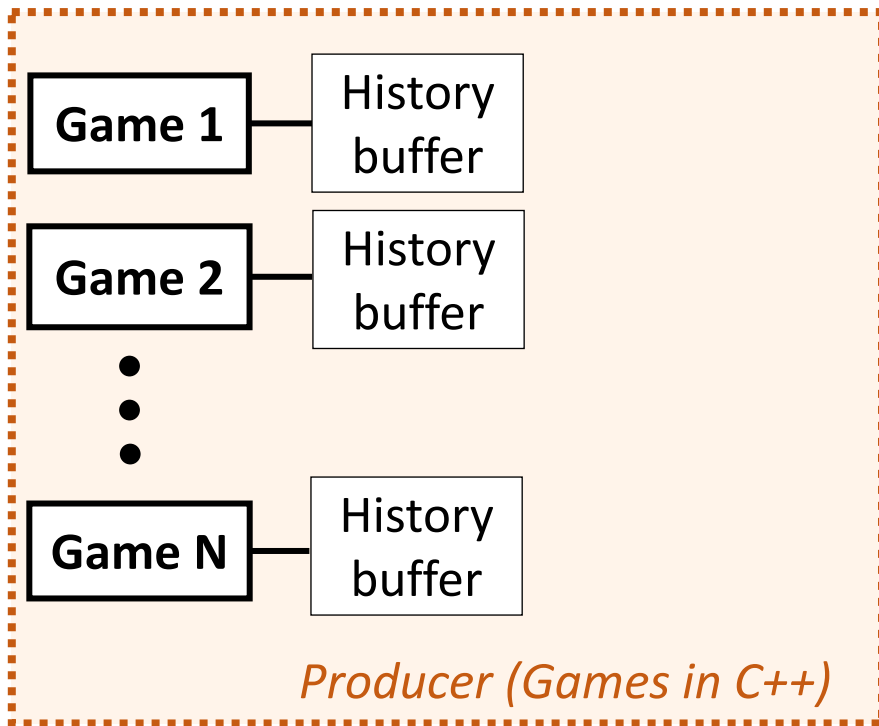 Game 1
History
buffer
Game 2
History
buffer
Game N
History
buffer
Producer (Games in C++)